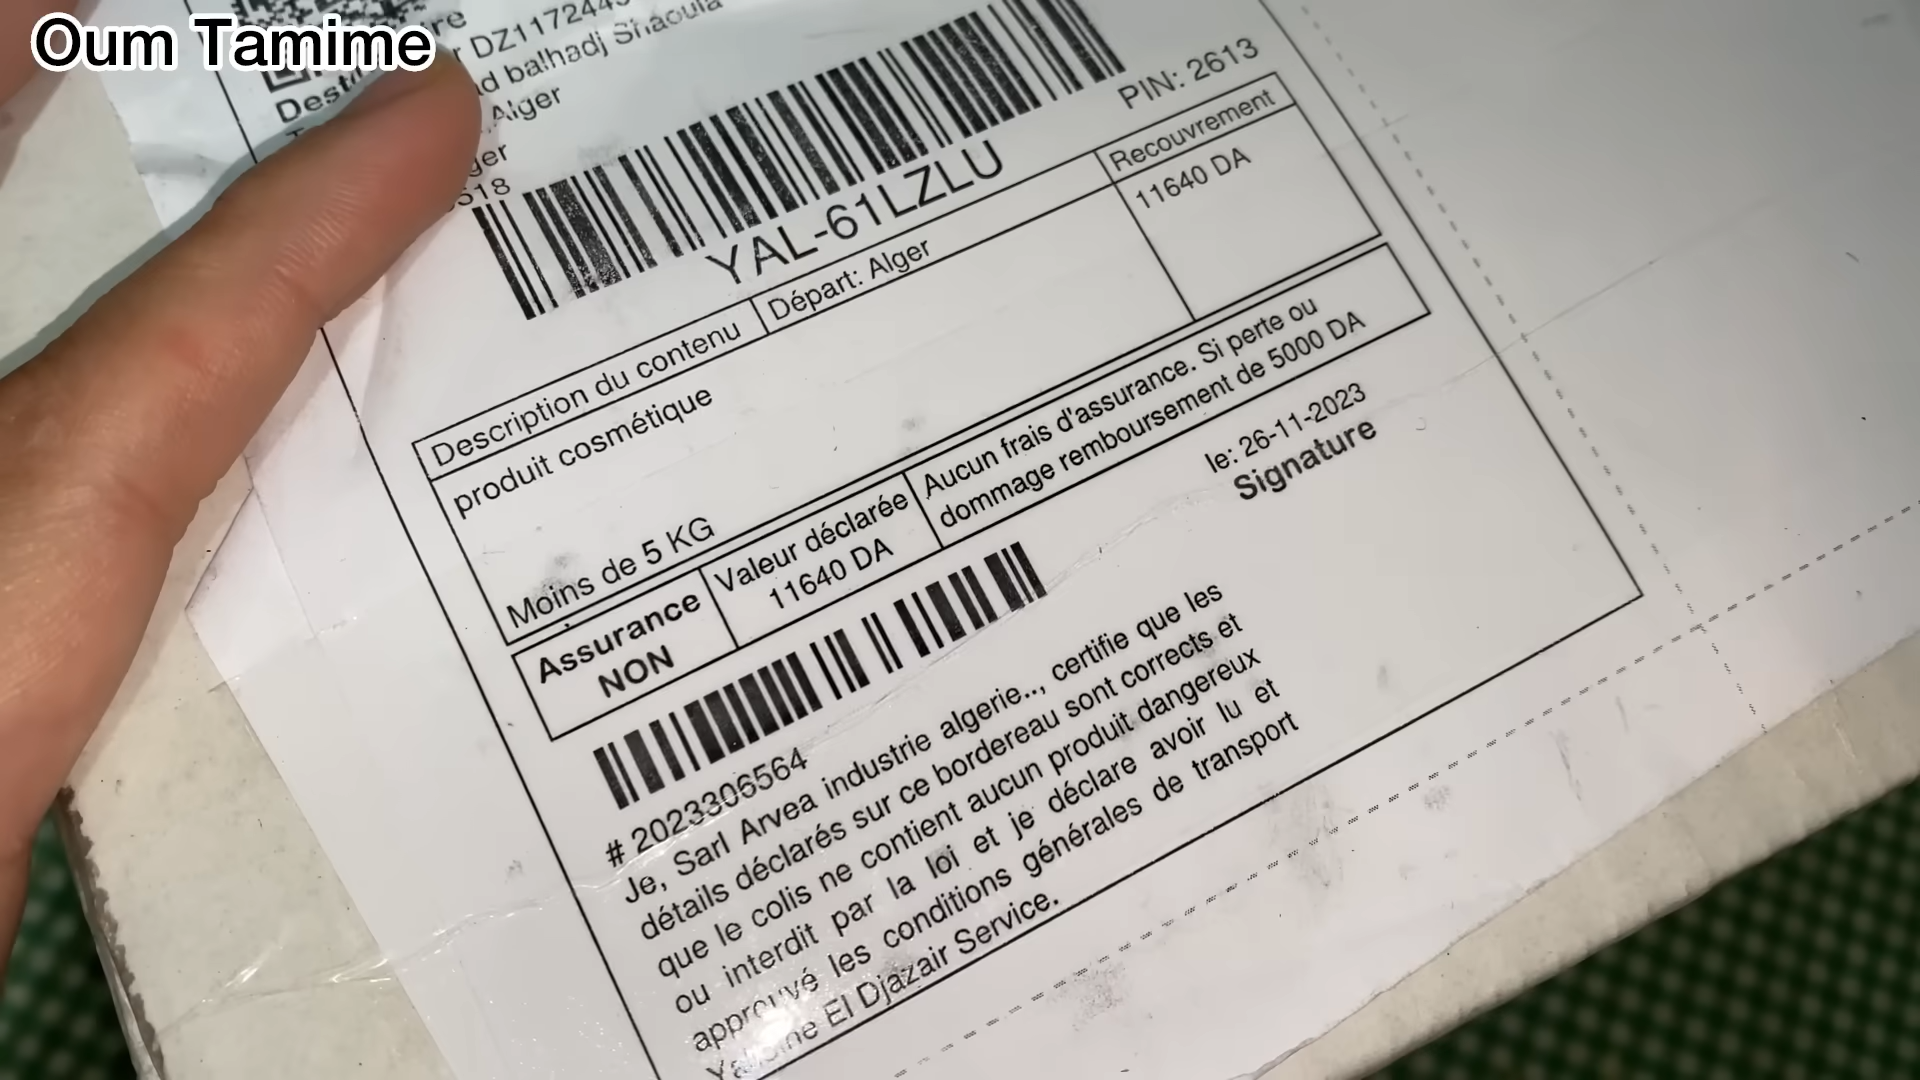 Oum Tamime
DZ117244
balhadj Shaoula
Alger
PIN: 2613
YAL-61LZLU
Description du contenu
Départ: Alger
Recouvrement
11640 DA
produit cosmétique
Moins de 5 KG
Assurance
NON
Valeur déclarée
11640 DA
Aucun frais d'assurance. Si perte ou
dommage remboursement de 5000 DA
le: 26-11-2023
Signature
# 2023306564
Je, Sarl Arvea industrie algerie.., certifie que les
détails déclarés sur ce bordereau sont corrects et
que le colis ne contient aucun produit dangereux
ou interdit par la loi et je déclare avoir lu et
approuvé les conditions générales de transport
Yalidine El Djazair Service.